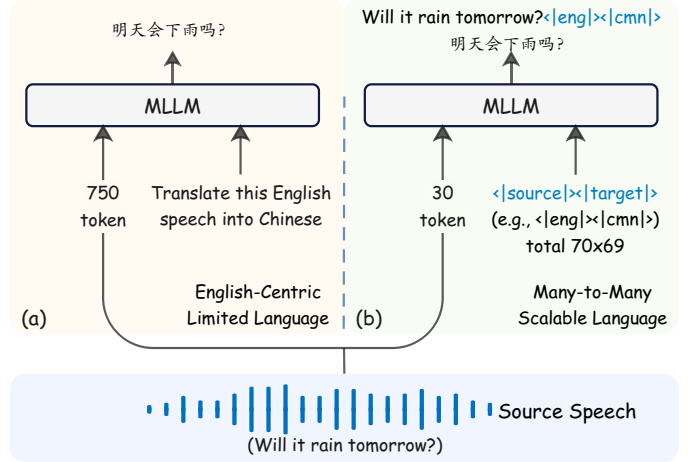 明天会下雨吗?
MLLM
750
token
Translate this English
speech into Chinese
English-Centric
Limited Language
(a)
Will it rain tomorrow?<|eng|><|cmn|>
明天会下雨吗?
MLLM
30
token
<|source|><|target|>
(e.g., <|eng|><|cmn|>)
total 70x69
Many-to-Many
Scalable Language
(b)
Source Speech
(Will it rain tomorrow?)